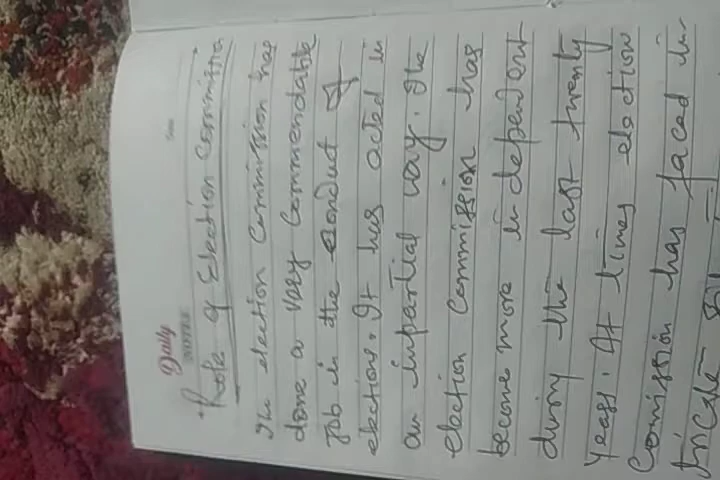 Daily
NOTES
Role of Election Commission
The election Commission has
done a very Commendable
Job in the conduct of
elections. It has acted in
an impartial way. The
election commission has
become more independent
during the last twenty
years. At times election
Comission has faced